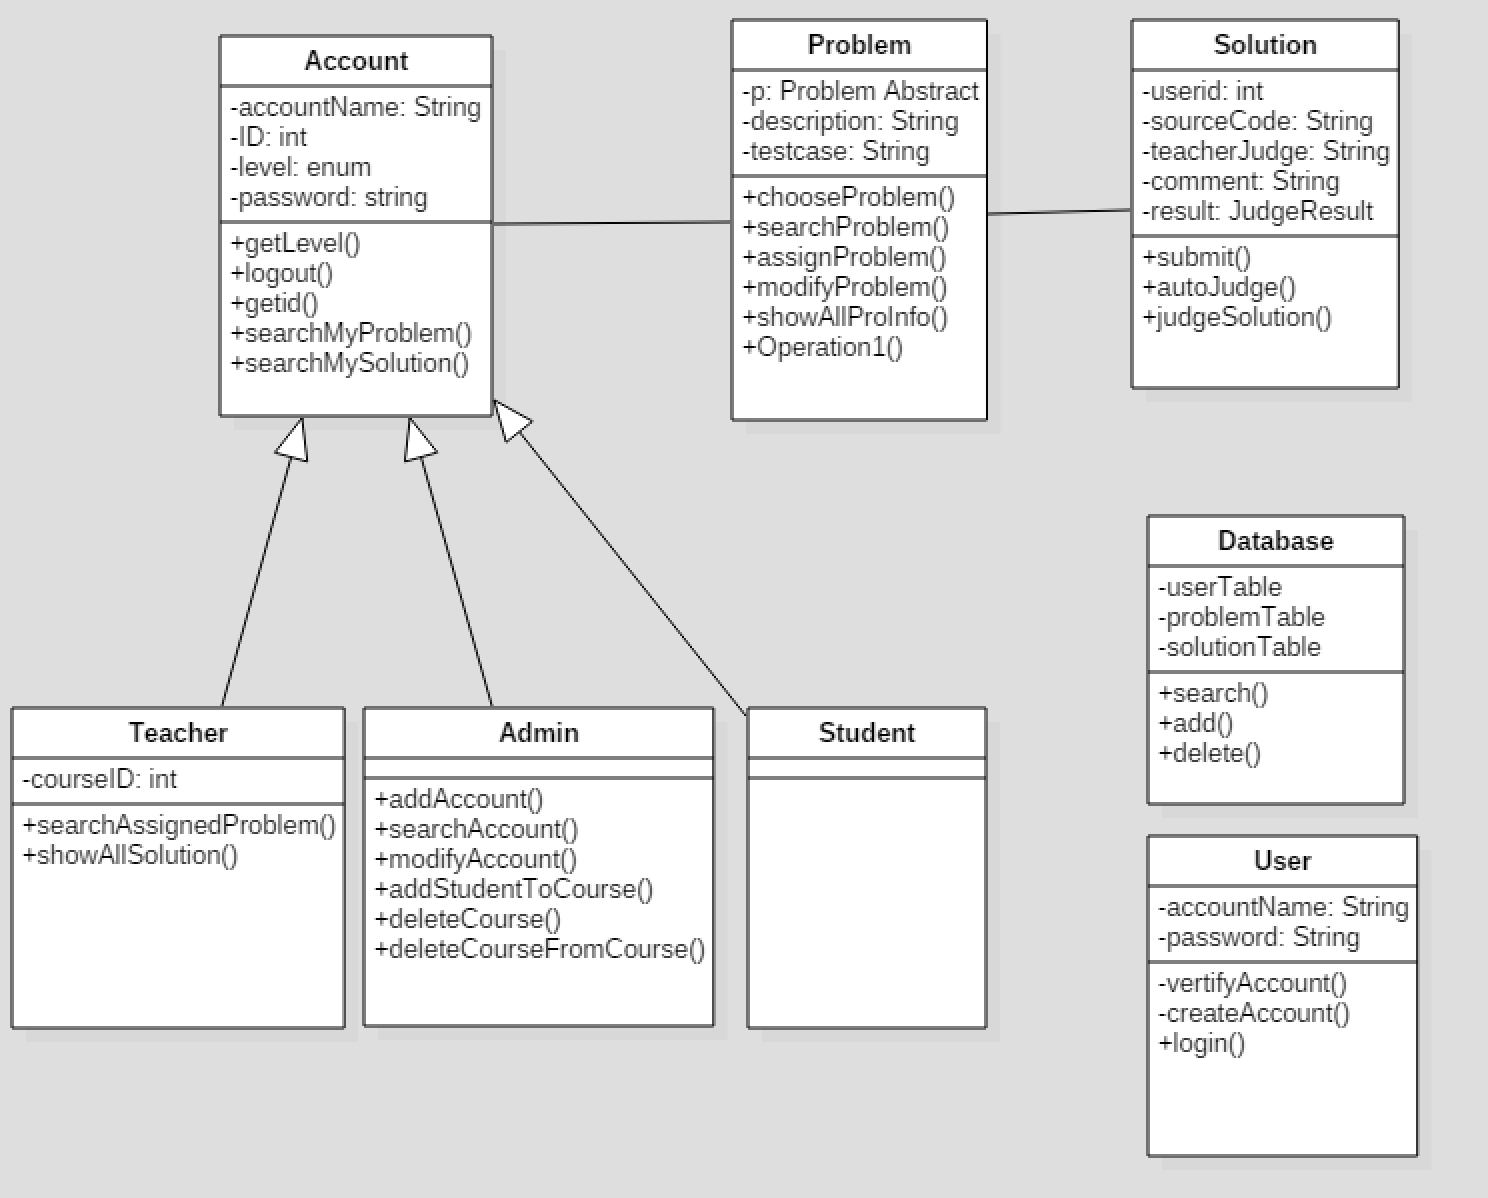 Account
-accountName: String
-ID: int
-level: enum
-password: string
+getLevel()
+logout()
+getid()
+searchMyProblem()
+searchMySolution()
Problem
-p: Problem Abstract
-description: String
-testcase: String
+chooseProblem()
+searchProblem()
+assignProblem()
+modifyProblem()
+showAllProInfo()
+Operation1()
Solution
-userid: int
-sourceCode: String
-teacherJudge: String
-comment: String
-result: JudgeResult
+submit()
+autoJudge()
+judgeSolution()
Database
-userTable
-problemTable
-solutionTable
+search()
+add()
+delete()
Teacher
-courseID: int
+searchAssignedProblem()
+showAllSolution()
Admin
+addAccount()
+searchAccount()
+modifyAccount()
+addStudentToCourse()
+deleteCourse()
+deleteCourseFromCourse()
Student
User
-accountName: String
-password: String
-vertifyAccount()
-createAccount()
+login()